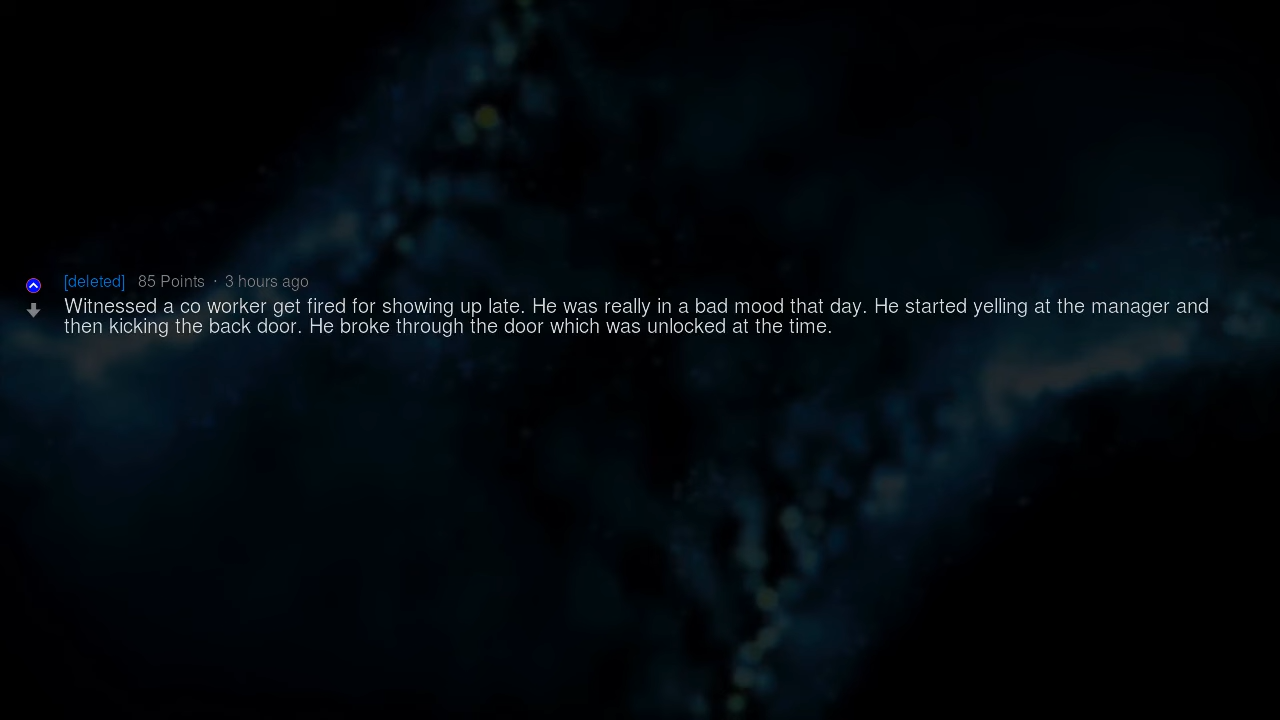 [deleted] 85 Points · 3 hours ago
Witnessed a co worker get fired for showing up late. He was really in a bad mood that day. He started yelling at the manager and
then kicking the back door. He broke through the door which was unlocked at the time.